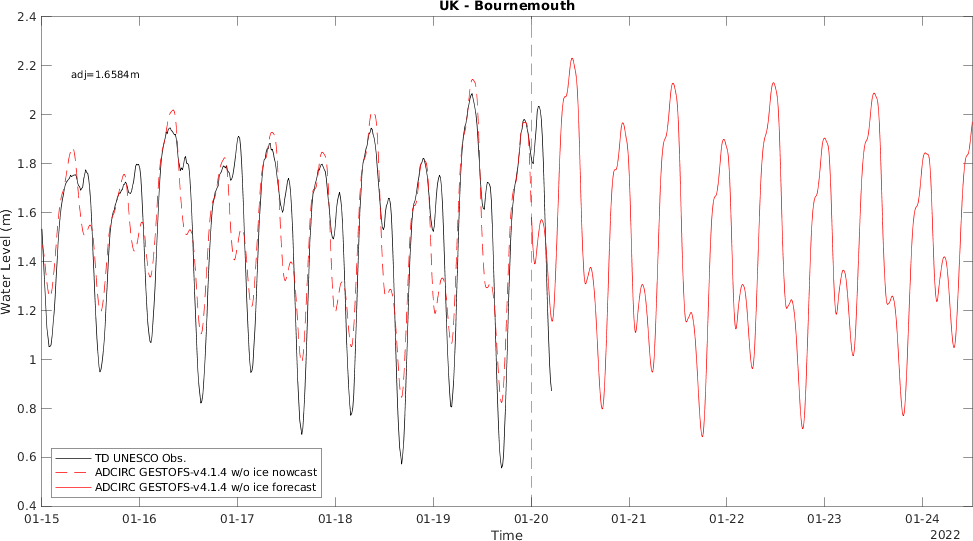 UK - Bournemouth
2.4
2.2
2
1.8
1.6
1.4
1.2
1
0.8
0.6
0.4
Water Level (m)
adj=1.6584m
TD UNESCO Obs.
ADCIRC GESTOFS-v4.1.4 w/o ice nowcast
ADCIRC GESTOFS-v4.1.4 w/o ice forecast
01-15 01-16 01-17 01-18 01-19 01-20 01-21 01-22 01-23 01-24
Time
2022